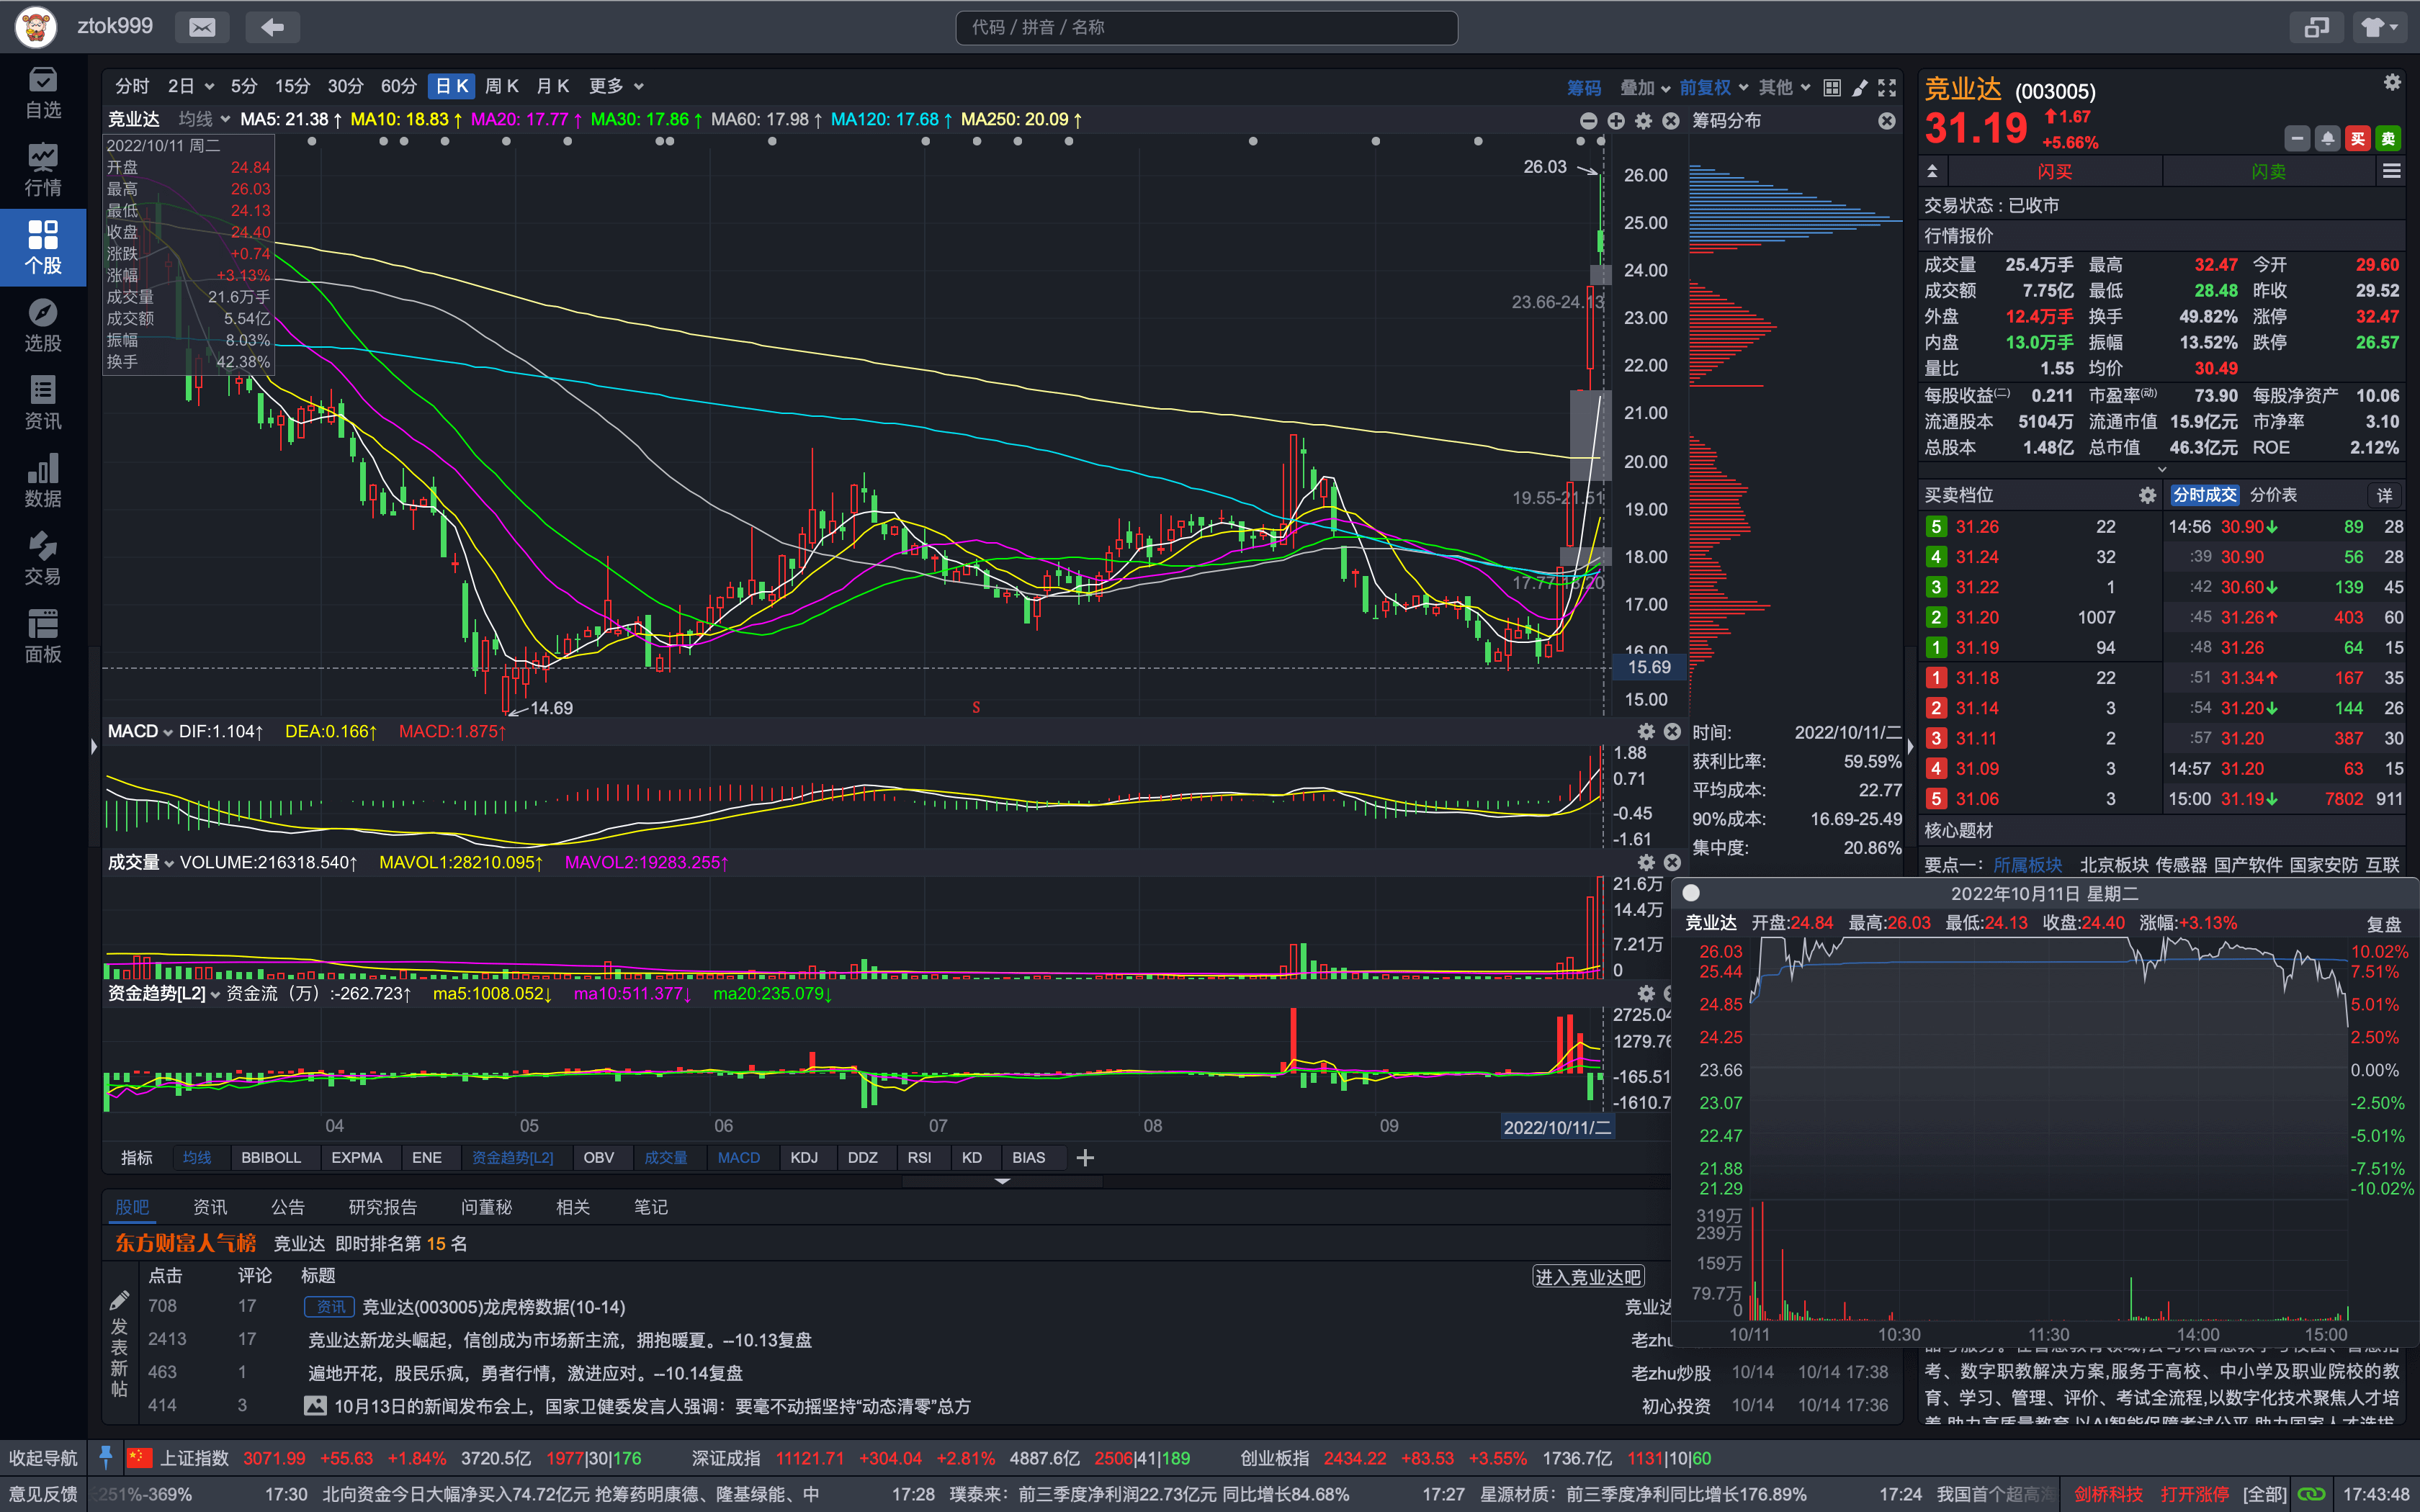 ztok999
代码 / 拼音 / 名称
自选
行情
个股
选股
资讯
数据
交易
面板
分时 2日 5分 15分 30分 60分 日K 周K 月K 更多
筹码 叠加 前复权 其他
竞业达 均线 MA5: 21.38↑ MA10: 18.83↑ MA20: 17.77↑ MA30: 17.86↑ MA60: 17.98↑ MA120: 17.68↑ MA250: 20.09↑
筹码分布
2022/10/11 周二
开盘 24.84
最高 26.03
最低 24.13
收盘 24.40
涨跌 +0.74
涨幅 +3.13%
成交量 21.6万手
成交额 5.54亿
振幅 8.03%
换手 42.38%
26.03
26.00
25.00
24.00
23.66-24.13
23.00
22.00
21.00
20.00
19.55-21.51
19.00
18.00
17.77-18.20
17.00
16.00
15.69
15.00
14.69
S
MACD DIF:1.104↑ DEA:0.166↑ MACD:1.875↑
1.88
0.71
-0.45
-1.61
成交量 VOLUME:216318.540↑ MAVOL1:28210.095↑ MAVOL2:19283.255↑
21.6万
14.4万
7.21万
0
资金趋势[L2] 资金流（万）:-262.723↑ ma5:1008.052↓ ma10:511.377↓ ma20:235.079↓
2725.04
1279.76
-165.51
-1610.7
04 05 06 07 08 09 2022/10/11/二
指标 均线 BBIBOLL EXPMA ENE 资金趋势[L2] OBV 成交量 MACD KDJ DDZ RSI KD BIAS
时间: 2022/10/11/二
获利比率: 59.59%
平均成本: 22.77
90%成本: 16.69-25.49
集中度: 20.86%
竞业达 (003005)
31.19 1.67
+5.66%
买 卖
闪买 闪卖
交易状态 : 已收市
行情报价
成交量 25.4万手 最高 32.47 今开 29.60
成交额 7.75亿 最低 28.48 昨收 29.52
外盘 12.4万手 换手 49.82% 涨停 32.47
内盘 13.0万手 振幅 13.52% 跌停 26.57
量比 1.55 均价 30.49
每股收益(二) 0.211 市盈率(动) 73.90 每股净资产 10.06
流通股本 5104万 流通市值 15.9亿元 市净率 3.10
总股本 1.48亿 总市值 46.3亿元 ROE 2.12%
买卖档位 分时成交 分价表 详
5 31.26 22 14:56 30.90↓ 89 28
4 31.24 32 :39 30.90 56 28
3 31.22 1 :42 30.60↓ 139 45
2 31.20 1007 :45 31.26↑ 403 60
1 31.19 94 :48 31.26 64 15
1 31.18 22 :51 31.34↑ 167 35
2 31.14 3 :54 31.20↓ 144 26
3 31.11 2 :57 31.20 387 30
4 31.09 3 14:57 31.20 63 15
5 31.06 3 15:00 31.19↓ 7802 911
核心题材
要点一: 所属板块 北京板块 传感器 国产软件 国家安防 互联
2022年10月11日 星期二
竞业达 开盘:24.84 最高:26.03 最低:24.13 收盘:24.40 涨幅:+3.13% 复盘
26.03 10.02%
25.44 7.51%
24.85 5.01%
24.25 2.50%
23.66 0.00%
23.07 -2.50%
22.47 -5.01%
21.88 -7.51%
21.29 -10.02%
319万
239万
159万
79.7万
0
10/11 10:30 11:30 14:00 15:00
考、数字职教解决方案,服务于高校、中小学及职业院校的教
育、学习、管理、评价、考试全流程,以数字化技术聚焦人才培
养,助力高质量教育,以AI智能保障考试公平,助力国家人才选拔
股吧 资讯 公告 研究报告 问董秘 相关 笔记
东方财富人气榜 竞业达 即时排名第 15 名
点击 评论 标题 进入竞业达吧
708 17 资讯 竞业达(003005)龙虎榜数据(10-14) 竞业达
2413 17 竞业达新龙头崛起，信创成为市场新主流，拥抱暖夏。--10.13复盘 老zhu
463 1 遍地开花，股民乐疯，勇者行情，激进应对。--10.14复盘 老zhu炒股 10/14 10/14 17:38
414 3 10月13日的新闻发布会上，国家卫健委发言人强调：要毫不动摇坚持“动态清零”总方 初心投资 10/14 10/14 17:36
发表新帖
收起导航 上证指数 3071.99 +55.63 +1.84% 3720.5亿 1977|30|176 深证成指 11121.71 +304.04 +2.81% 4887.6亿 2506|41|189 创业板指 2434.22 +83.53 +3.55% 1736.7亿 1131|10|60
意见反馈 251%-369% 17:30 北向资金今日大幅净买入74.72亿元 抢筹药明康德、隆基绿能、中 17:28 璞泰来：前三季度净利润22.73亿元 同比增长84.68% 17:27 星源材质：前三季度净利同比增长176.89% 17:24 我国首个超高海 剑桥科技 打开涨停 [全部] 17:43:48